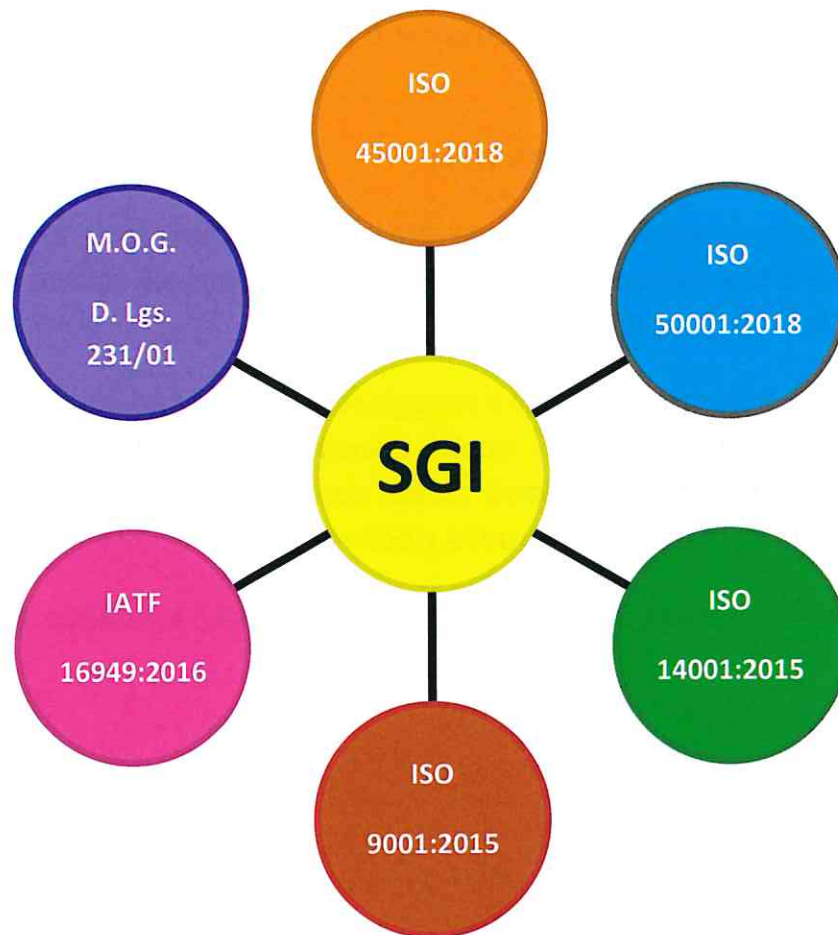 ISO
45001:2018
M.O.G.
D. Lgs.
231/01
ISO
50001:2018
SGI
IATF
16949:2016
ISO
14001:2015
ISO
9001:2015